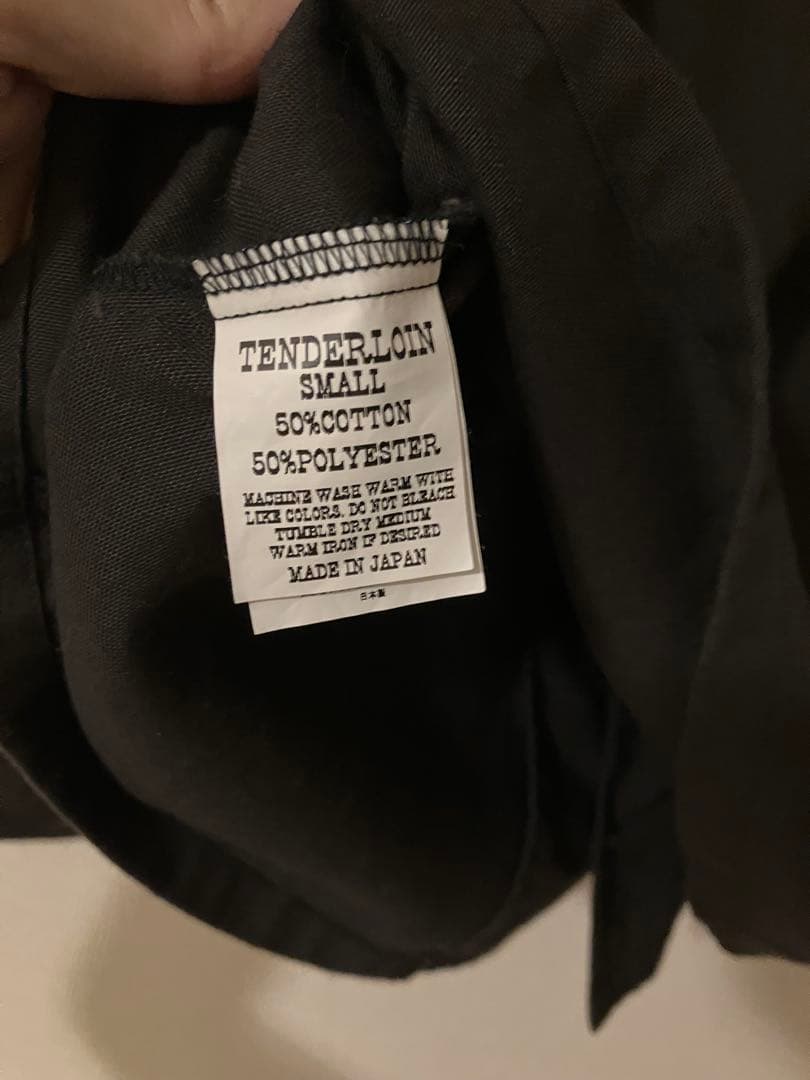 TENDERLOIN
SMALL
50%COTTON
50%POLYESTER
MACHINE WASH WARM WITH
LIKE COLORS. DO NOT BLEACH
TUMBLE DRY MEDIUM
WARM IRON IF DESIRED
MADE IN JAPAN
日本製